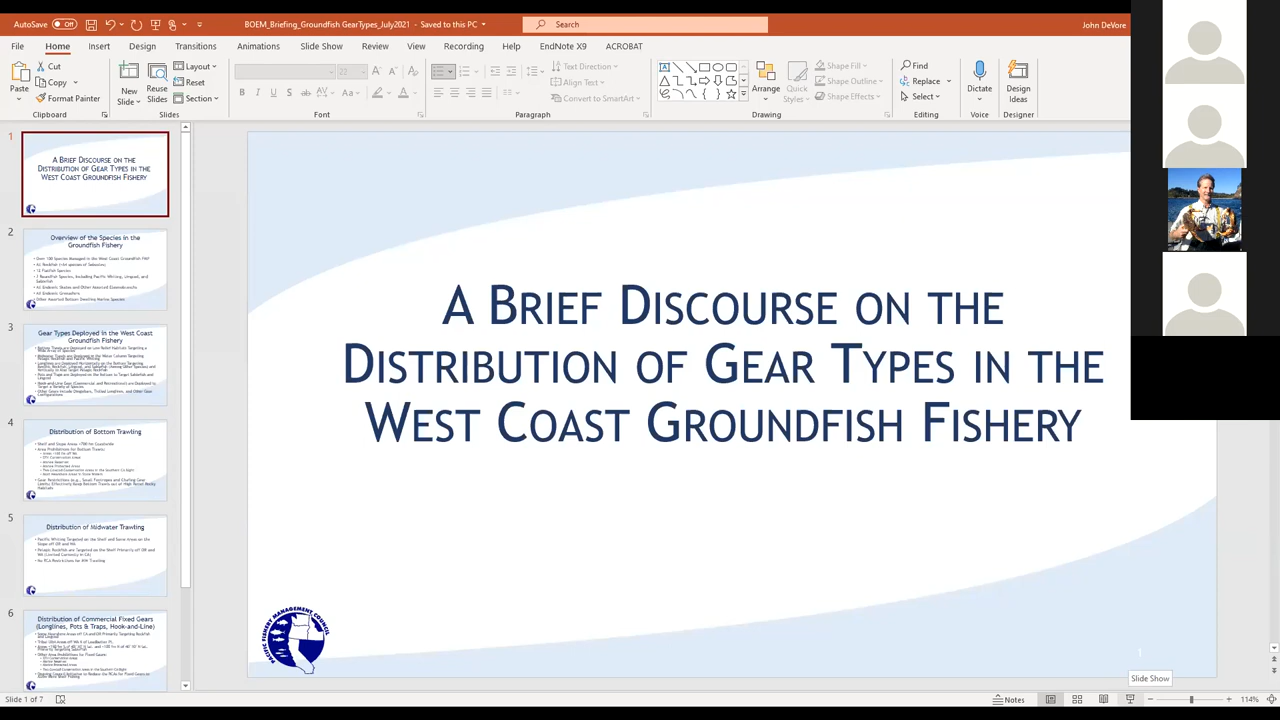 AutoSave Off BOEM_Briefing_Groundfish GearTypes_July2021 - Saved to this PC Search John DeVore
File Home Insert Design Transitions Animations Slide Show Review View Recording Help EndNote X9 ACROBAT
Paste
Cut
Copy
Format Painter
Clipboard
New Slide
Reuse Slides
Layout
Reset
Section
Slides
22
Font
Text Direction
Align Text
Convert to SmartArt
Paragraph
Arrange
Quick Styles
Shape Fill
Shape Outline
Shape Effects
Drawing
Find
Replace
Select
Editing
Dictate
Voice
Design Ideas
Designer
1
A Brief Discourse on the
Distribution of Gear Types in the
West Coast Groundfish Fishery
2
Overview of the Species in the
Groundfish Fishery
3
Gear Types Deployed in the West Coast
Groundfish Fishery
4
Distribution of Bottom Trawling
5
Distribution of Midwater Trawling
6
Distribution of Commercial Fixed Gears
(Longlines, Pots & Traps, Hook-and-Line)
A Brief Discourse on the
Distribution of Gear Types in the
West Coast Groundfish Fishery
PACIFIC FISHERY MANAGEMENT COUNCIL
1
Slide Show
Slide 1 of 7 Notes 114%